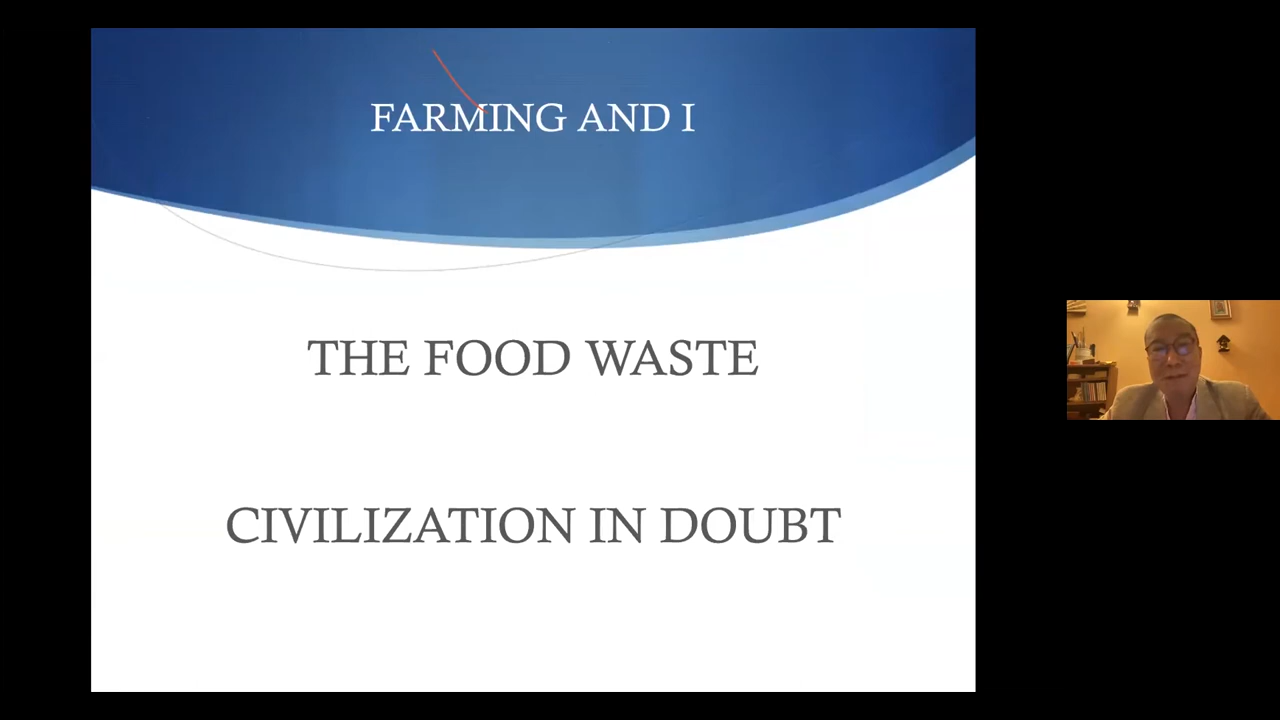 FARMING AND I
THE FOOD WASTE
CIVILIZATION IN DOUBT